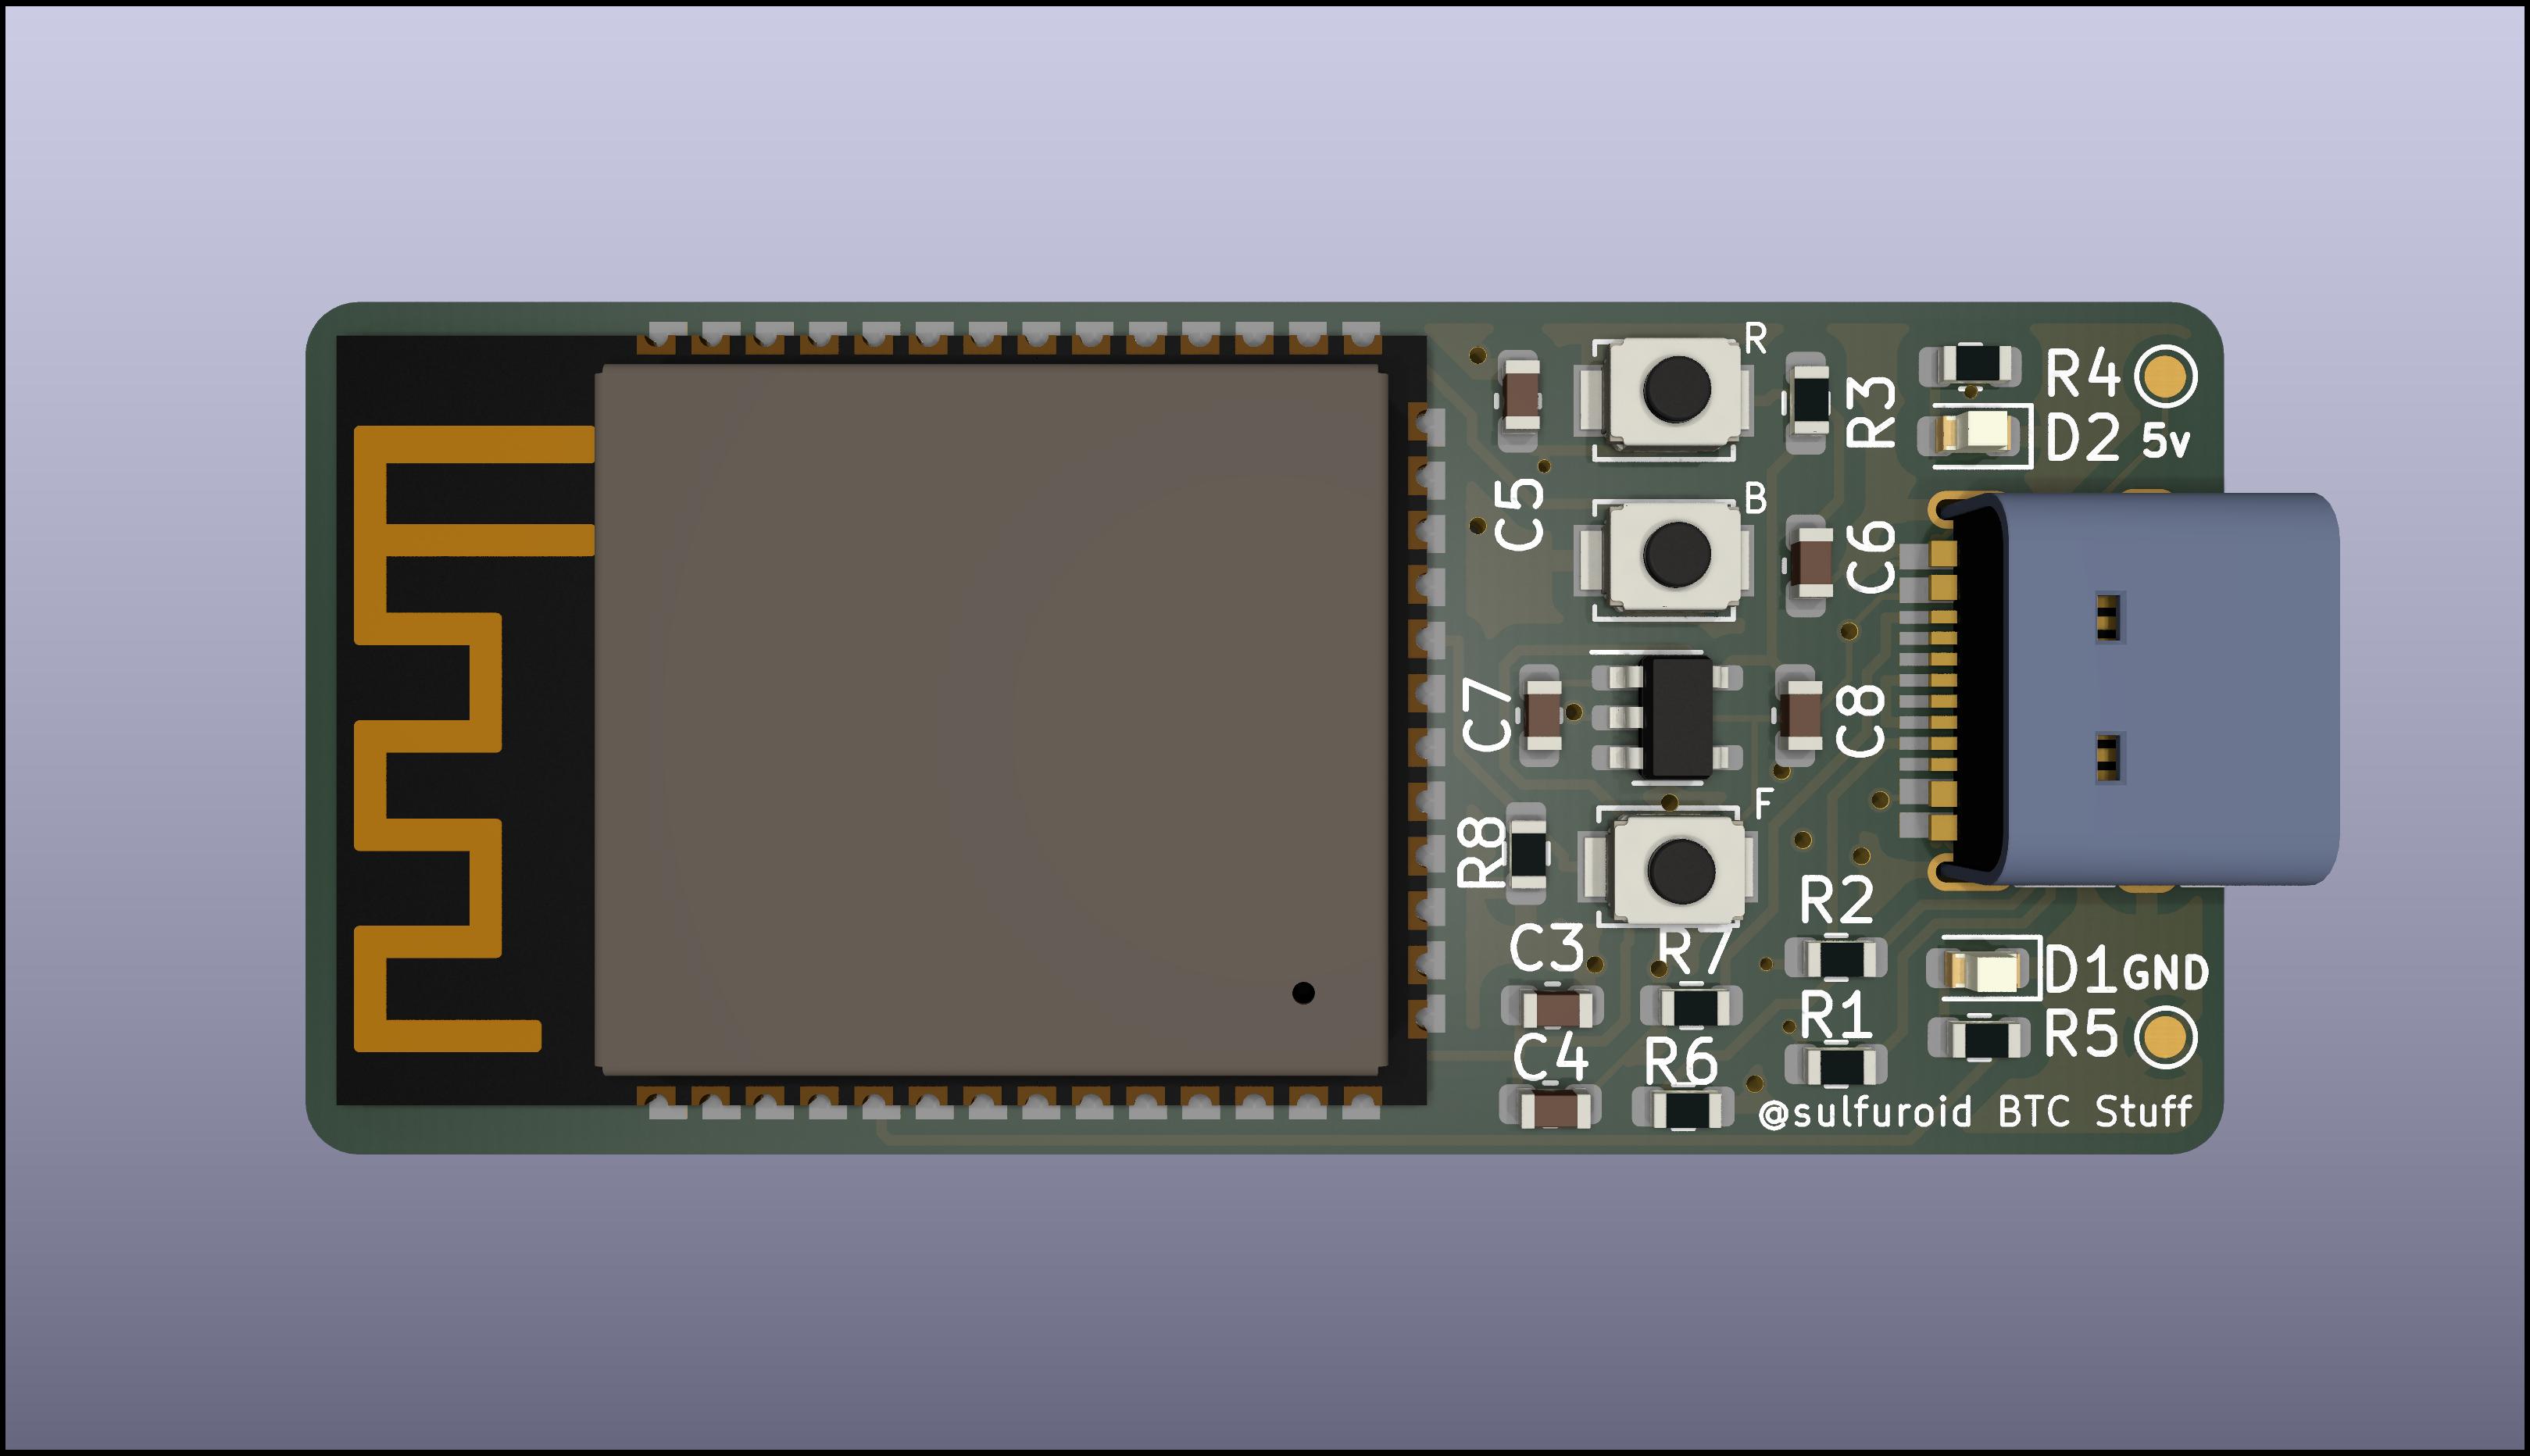 R
R4
R3
D2 5v
B
C5
C6
C7
C8
F
R8
R2
C3
R7
D1 GND
R1
R5
C4
R6
@sulfuroid BTC Stuff